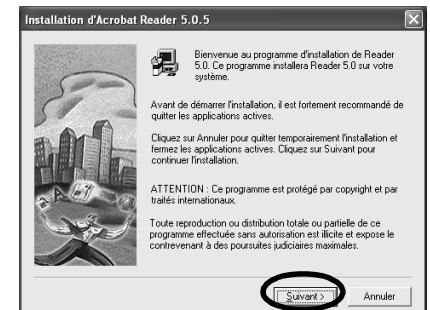 Installation d'Acrobat Reader 5.0.5
Bienvenue au programme d'installation de Reader
5.0. Ce programme installera Reader 5.0 sur votre
système.
Avant de démarrer l'installation, il est fortement recommandé de
quitter les applications actives.
Cliquez sur Annuler pour quitter temporairement l'installation et
fermez les applications actives. Cliquez sur Suivant pour
continuer l'installation.
ATTENTION : Ce programme est protégé par copyright et par
traités internationaux.
Toute reproduction ou distribution totale ou partielle de ce
programme effectuée sans autorisation est illicite et expose le
contrevenant à des poursuites judiciaires maximales.
Suivant > Annuler